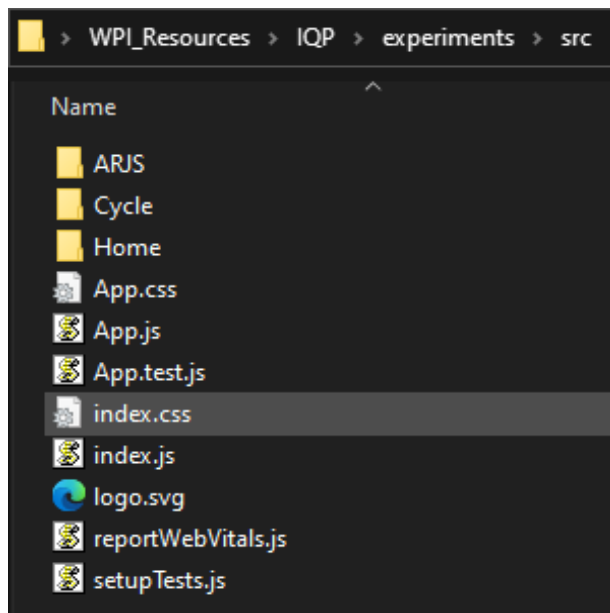 WPI_Resources > IQP > experiments > src
Name
ARJS
Cycle
Home
App.css
App.js
App.test.js
index.css
index.js
logo.svg
reportWebVitals.js
setupTests.js